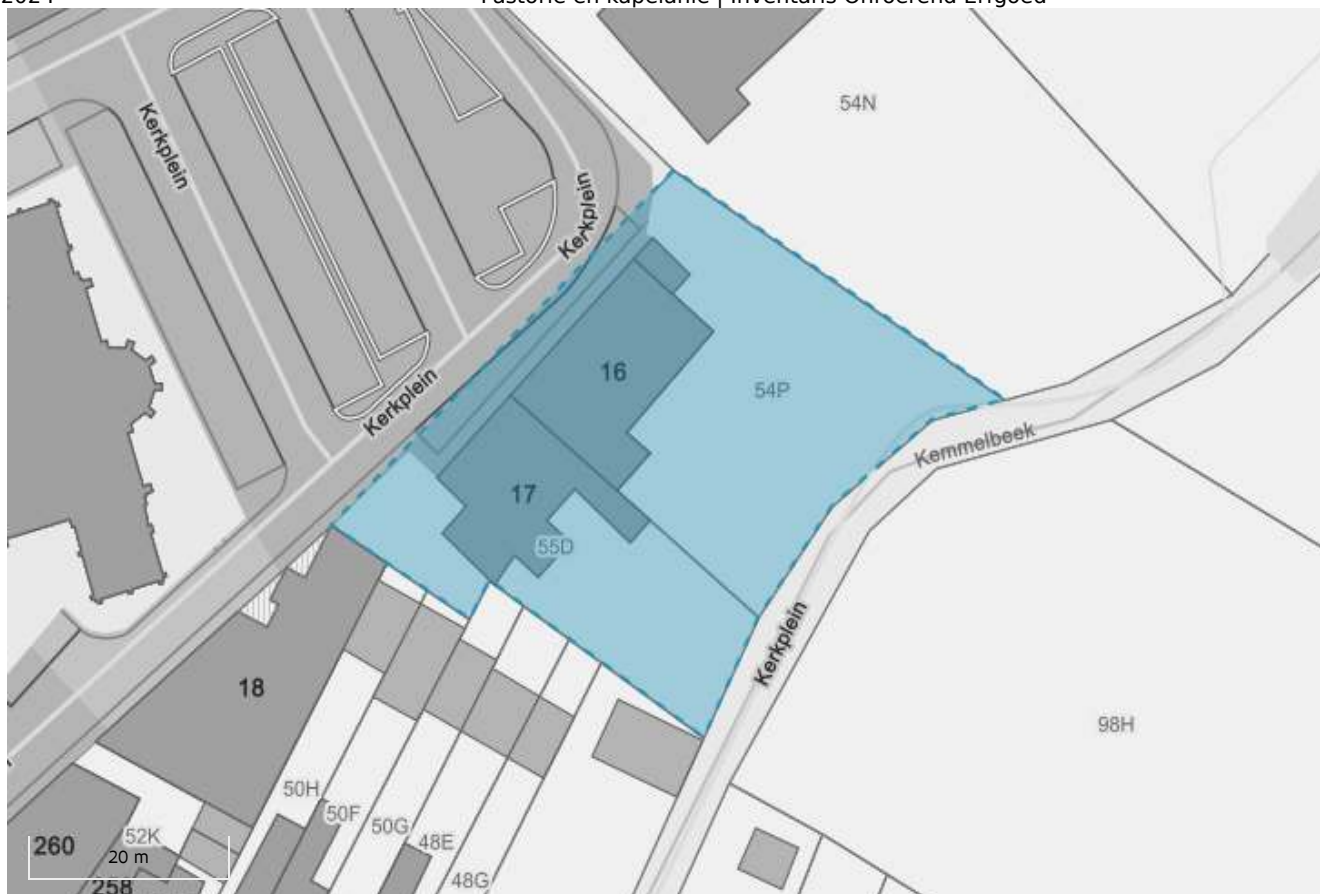 2024
Pastorie en kapelanie | Inventaris Onroerend Erfgoed
54N
Kerkplein
Kerkplein
16
54P
Kerkplein
Kemmelbeek
17
55D
Kerkplein
18
98H
50H
50F
50G
48E
52K
260
20 m
48G
258